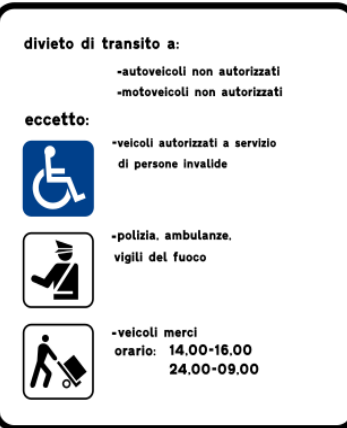 divieto di transito a:
-autoveicoli non autorizzati
-motoveicoli non autorizzati
eccetto:
-veicoli autorizzati a servizio
di persone invalide
-polizia, ambulanze,
vigili del fuoco
-veicoli merci
orario: 14.00-16.00
24.00-09.00